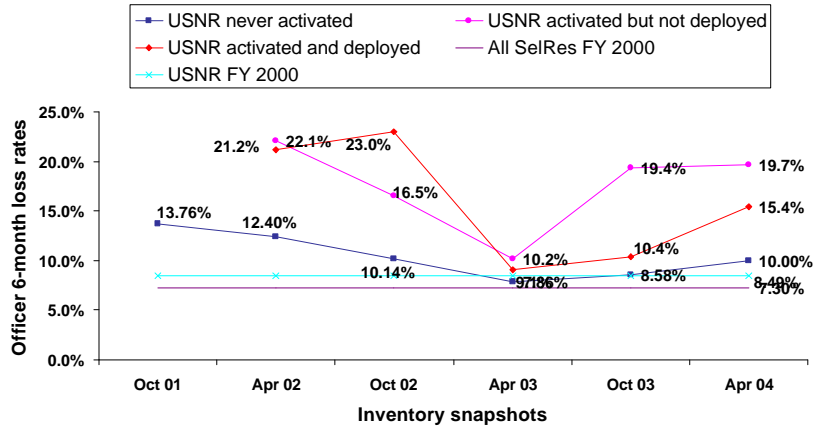 USNR never activated
USNR activated but not deployed
USNR activated and deployed
All SelRes FY 2000
USNR FY 2000
Officer 6-month loss rates
25.0%
20.0%
15.0%
10.0%
5.0%
0.0%
21.2%
22.1%
23.0%
16.5%
19.4%
19.7%
13.76%
12.40%
10.14%
10.2%
7.86%
10.4%
8.58%
15.4%
10.00%
8.49%
7.30%
Oct 01
Apr 02
Oct 02
Apr 03
Oct 03
Apr 04
Inventory snapshots